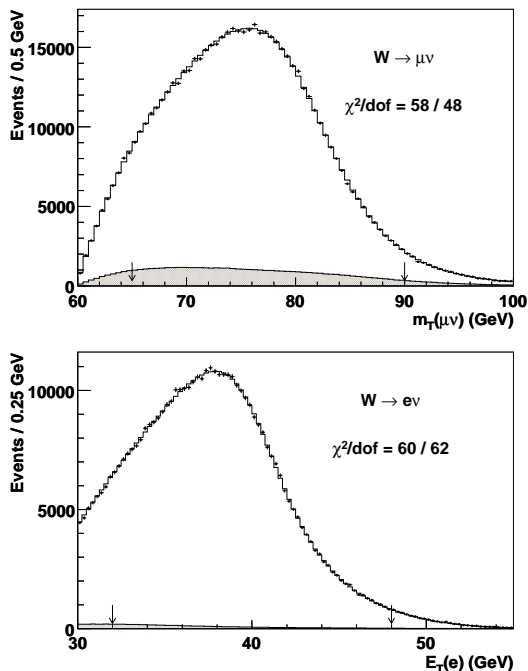 Events / 0.5 GeV
15000
10000
5000
0
W → μν
χ²/dof = 58 / 48
60 70 80 90 100
m_T(μν) (GeV)
Events / 0.25 GeV
10000
5000
0
W → eν
χ²/dof = 60 / 62
30 40 50
E_T(e) (GeV)